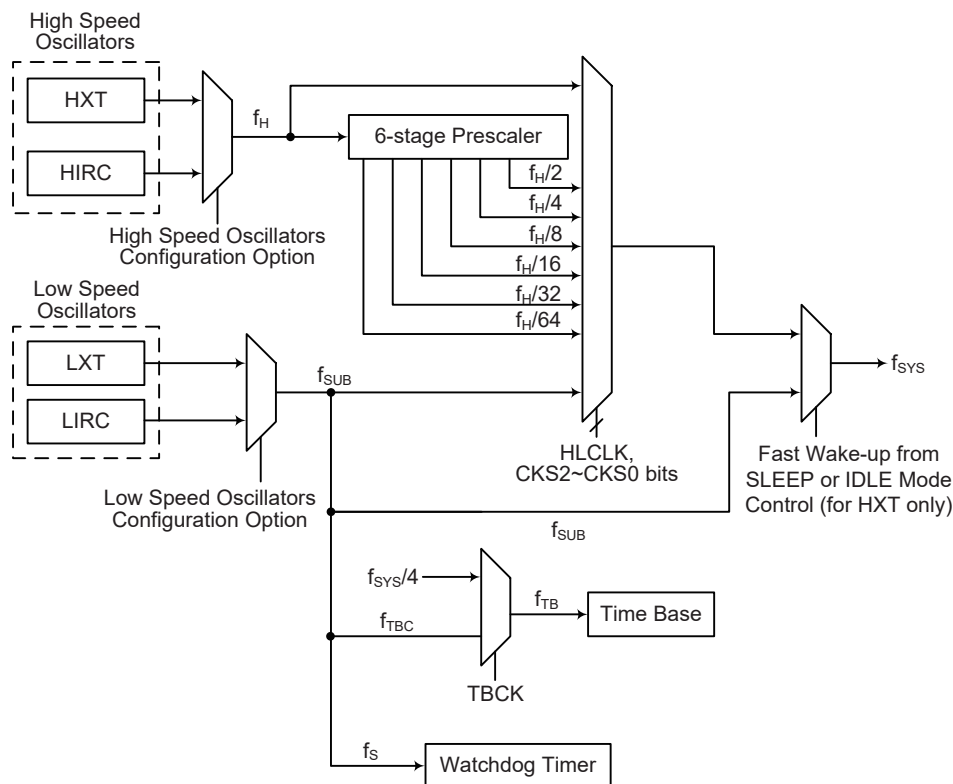 High Speed
Oscillators
HXT
HIRC
fH
6-stage Prescaler
fH/2
fH/4
fH/8
fH/16
fH/32
fH/64
High Speed Oscillators
Configuration Option
Low Speed
Oscillators
LXT
LIRC
fSUB
fSYS
HLCLK,
CKS2~CKS0 bits
Fast Wake-up from
SLEEP or IDLE Mode
Control (for HXT only)
Low Speed Oscillators
Configuration Option
fSUB
fSYS/4
fTBC
fTB
Time Base
TBCK
fS
Watchdog Timer